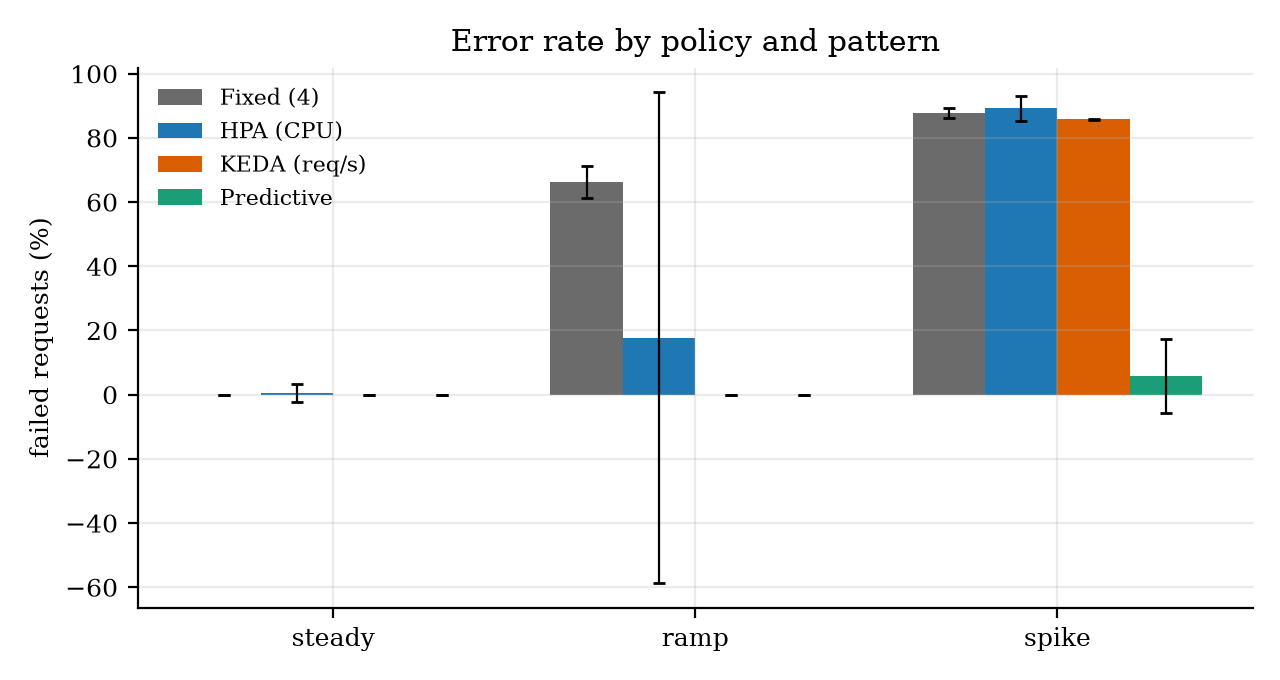 Error rate by policy and pattern
failed requests (%)
100
80
60
40
20
0
−20
−40
−60
Fixed (4)
HPA (CPU)
KEDA (req/s)
Predictive
steady
ramp
spike